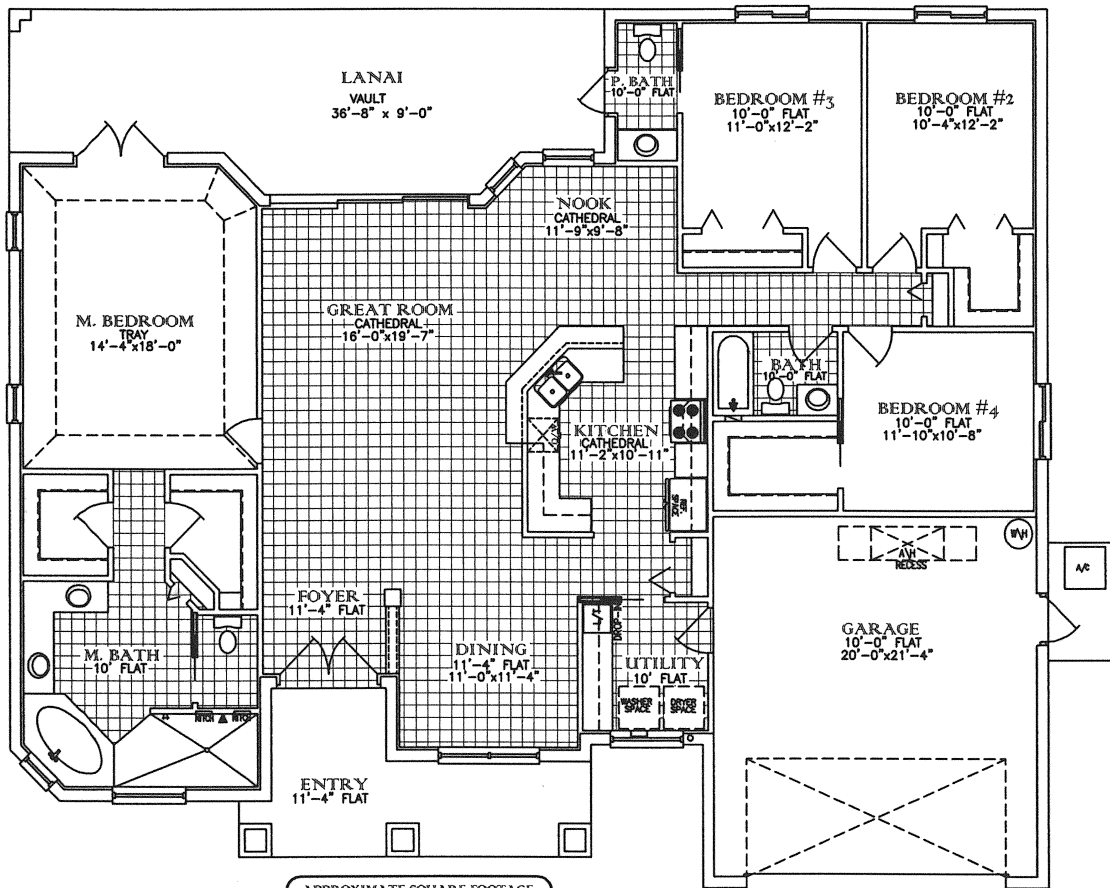 LANAI
VAULT
36'-8" x 9'-0"
P. BATH
10'-0" FLAT
BEDROOM #3
10'-0" FLAT
11'-0"x12'-2"
BEDROOM #2
10'-0" FLAT
10'-4"x12'-2"
NOOK
CATHEDRAL
11'-9"x9'-8"
M. BEDROOM
TRAY
14'-4"x18'-0"
GREAT ROOM
CATHEDRAL
16'-0"x19'-7"
BATH
10'-0" FLAT
BEDROOM #4
10'-0" FLAT
11'-10"x10'-8"
KITCHEN
CATHEDRAL
11'-2"x10'-11"
D/W
REF.
SPACE
W\H
A\H
RECESS
A/C
FOYER
11'-4" FLAT
DROP-IN
L/T
GARAGE
10'-0" FLAT
20'-0"x21'-4"
M. BATH
10' FLAT
DINING
11'-4" FLAT
11'-0"x11'-4"
UTILITY
10' FLAT
WASHER
SPACE
DRYER
SPACE
ENTRY
11'-4" FLAT
APPROXIMATE SQUARE FOOTAGE